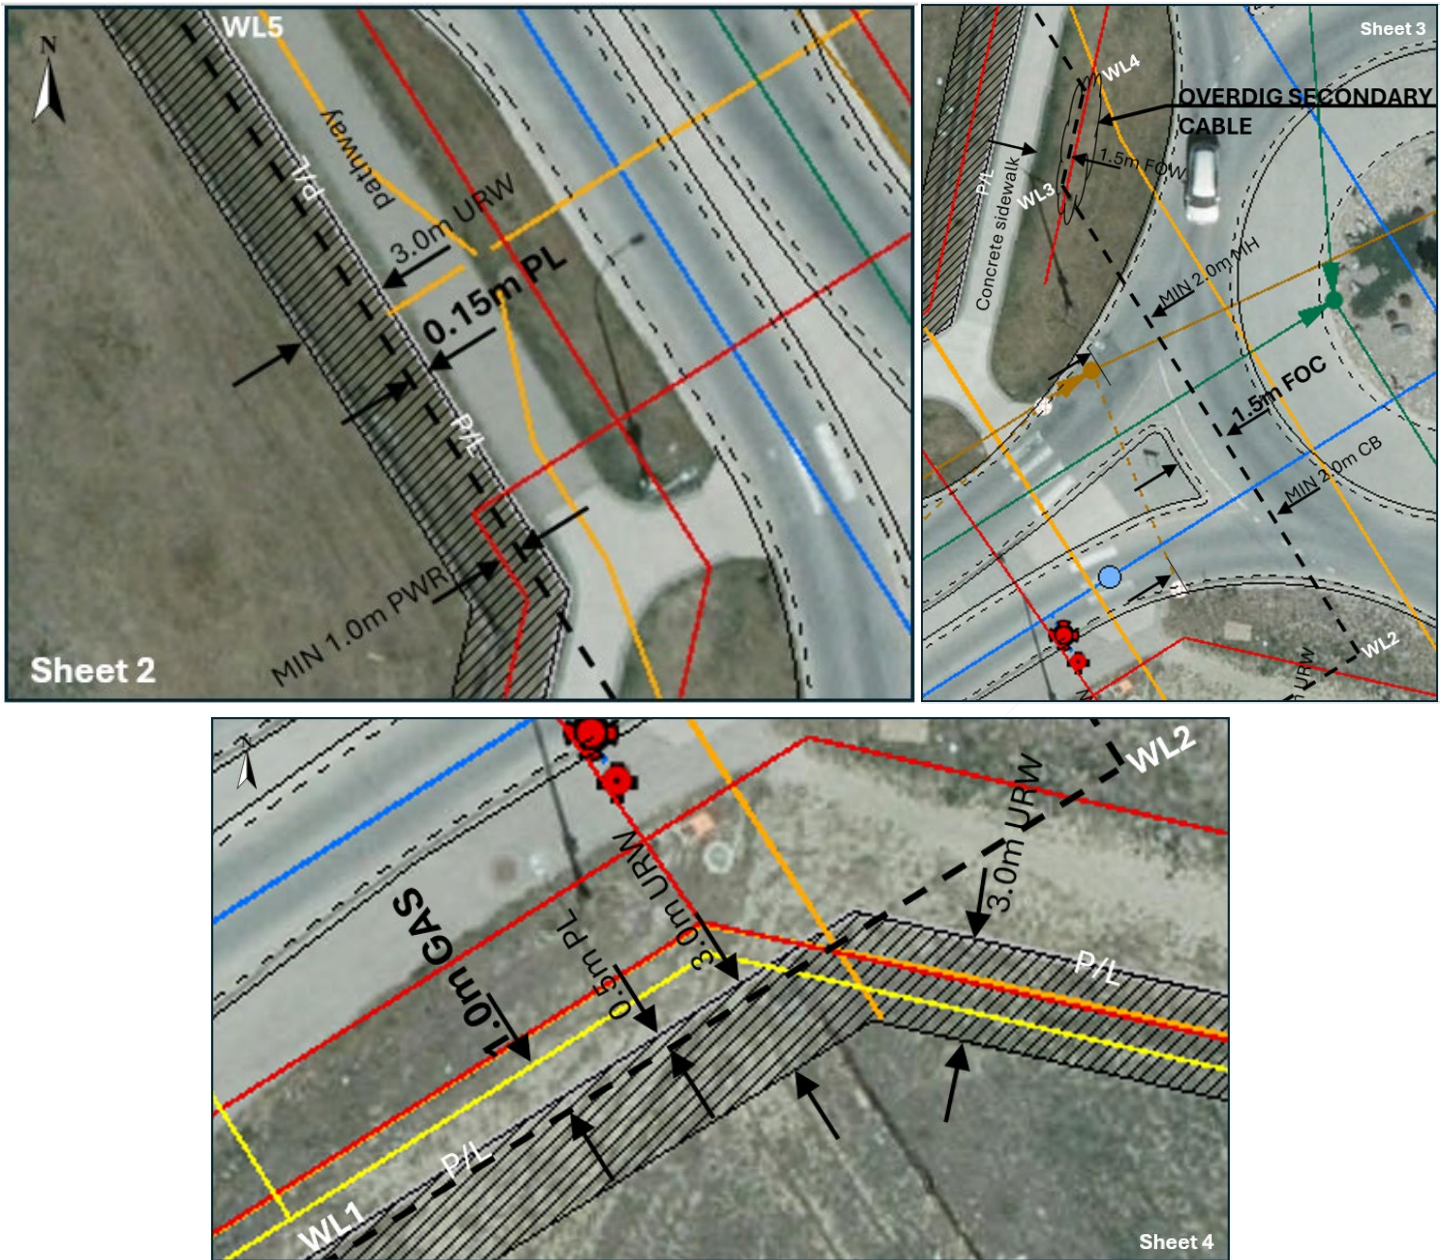 WL5
N
pathway
P/L
3.0m URW
0.15m PL
P/L
MIN 1.0m PWR
Sheet 2
Sheet 3
WL4
OVERDIG SECONDARY
CABLE
1.5m FOW
P/L
Concrete sidewalk
WL3
MIN 2.0m MH
1.5m FOC
MIN 2.0m CB
WL2
URW
N
WL2
3.0m URW
3.0m URW
0.5m PL
1.0m GAS
P/L
P/L
WL1
Sheet 4